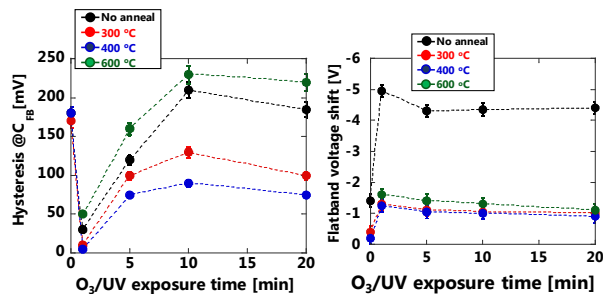 No anneal
300 °C
400 °C
600 °C
Hysteresis @C_FB [mV]
250
200
150
100
50
0
0 5 10 15 20
O₃/UV exposure time [min]
No anneal
300 °C
400 °C
600 °C
Flatband voltage shift [V]
-6
-5
-4
-3
-2
-1
0
0 5 10 15 20
O₃/UV exposure time [min]